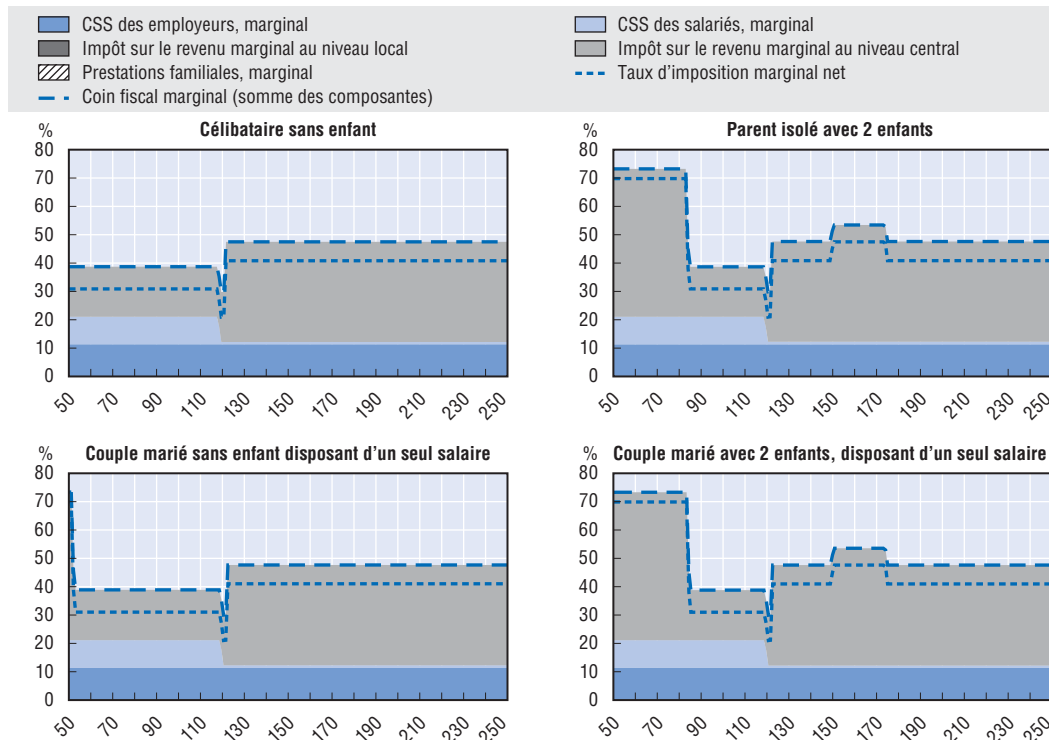 CSS des employeurs, marginal
CSS des salariés, marginal
Impôt sur le revenu marginal au niveau local
Impôt sur le revenu marginal au niveau central
Prestations familiales, marginal
Taux d'imposition marginal net
Coin fiscal marginal (somme des composantes)
% Célibataire sans enfant
80
70
60
50
40
30
20
10
0
50 70 90 110 130 150 170 190 210 230 250
% Parent isolé avec 2 enfants
80
70
60
50
40
30
20
10
0
50 70 90 110 130 150 170 190 210 230 250
% Couple marié sans enfant disposant d'un seul salaire
80
70
60
50
40
30
20
10
0
50 70 90 110 130 150 170 190 210 230 250
% Couple marié avec 2 enfants, disposant d'un seul salaire
80
70
60
50
40
30
20
10
0
50 70 90 110 130 150 170 190 210 230 250